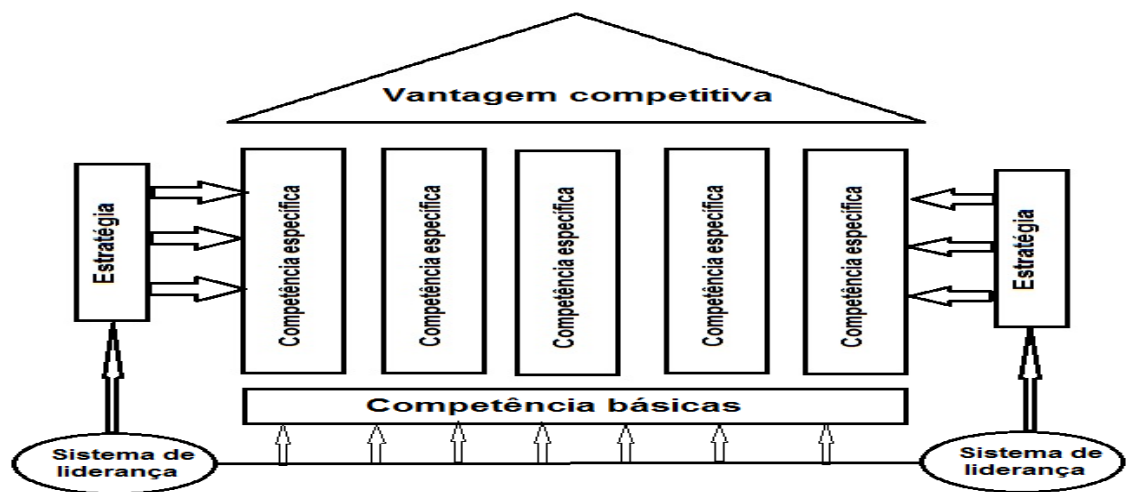 Vantagem competitiva
Estratégia
Competência específica
Competência específica
Competência específica
Competência específica
Competência específica
Estratégia
Competência básicas
Sistema de
liderança
Sistema de
liderança